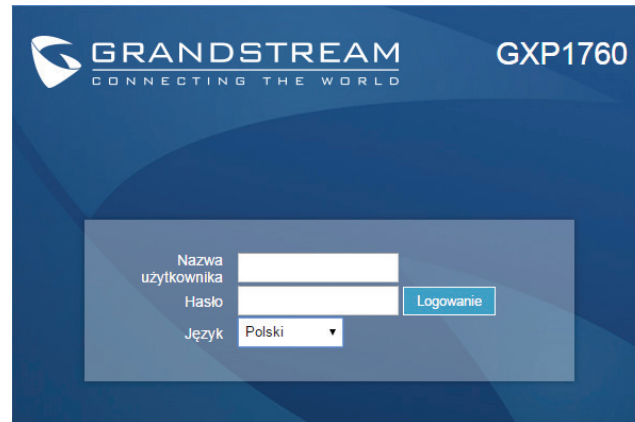 GRANDSTREAM
CONNECTING THE WORLD
GXP1760
Nazwa
użytkownika
Hasło
Logowanie
Język
Polski